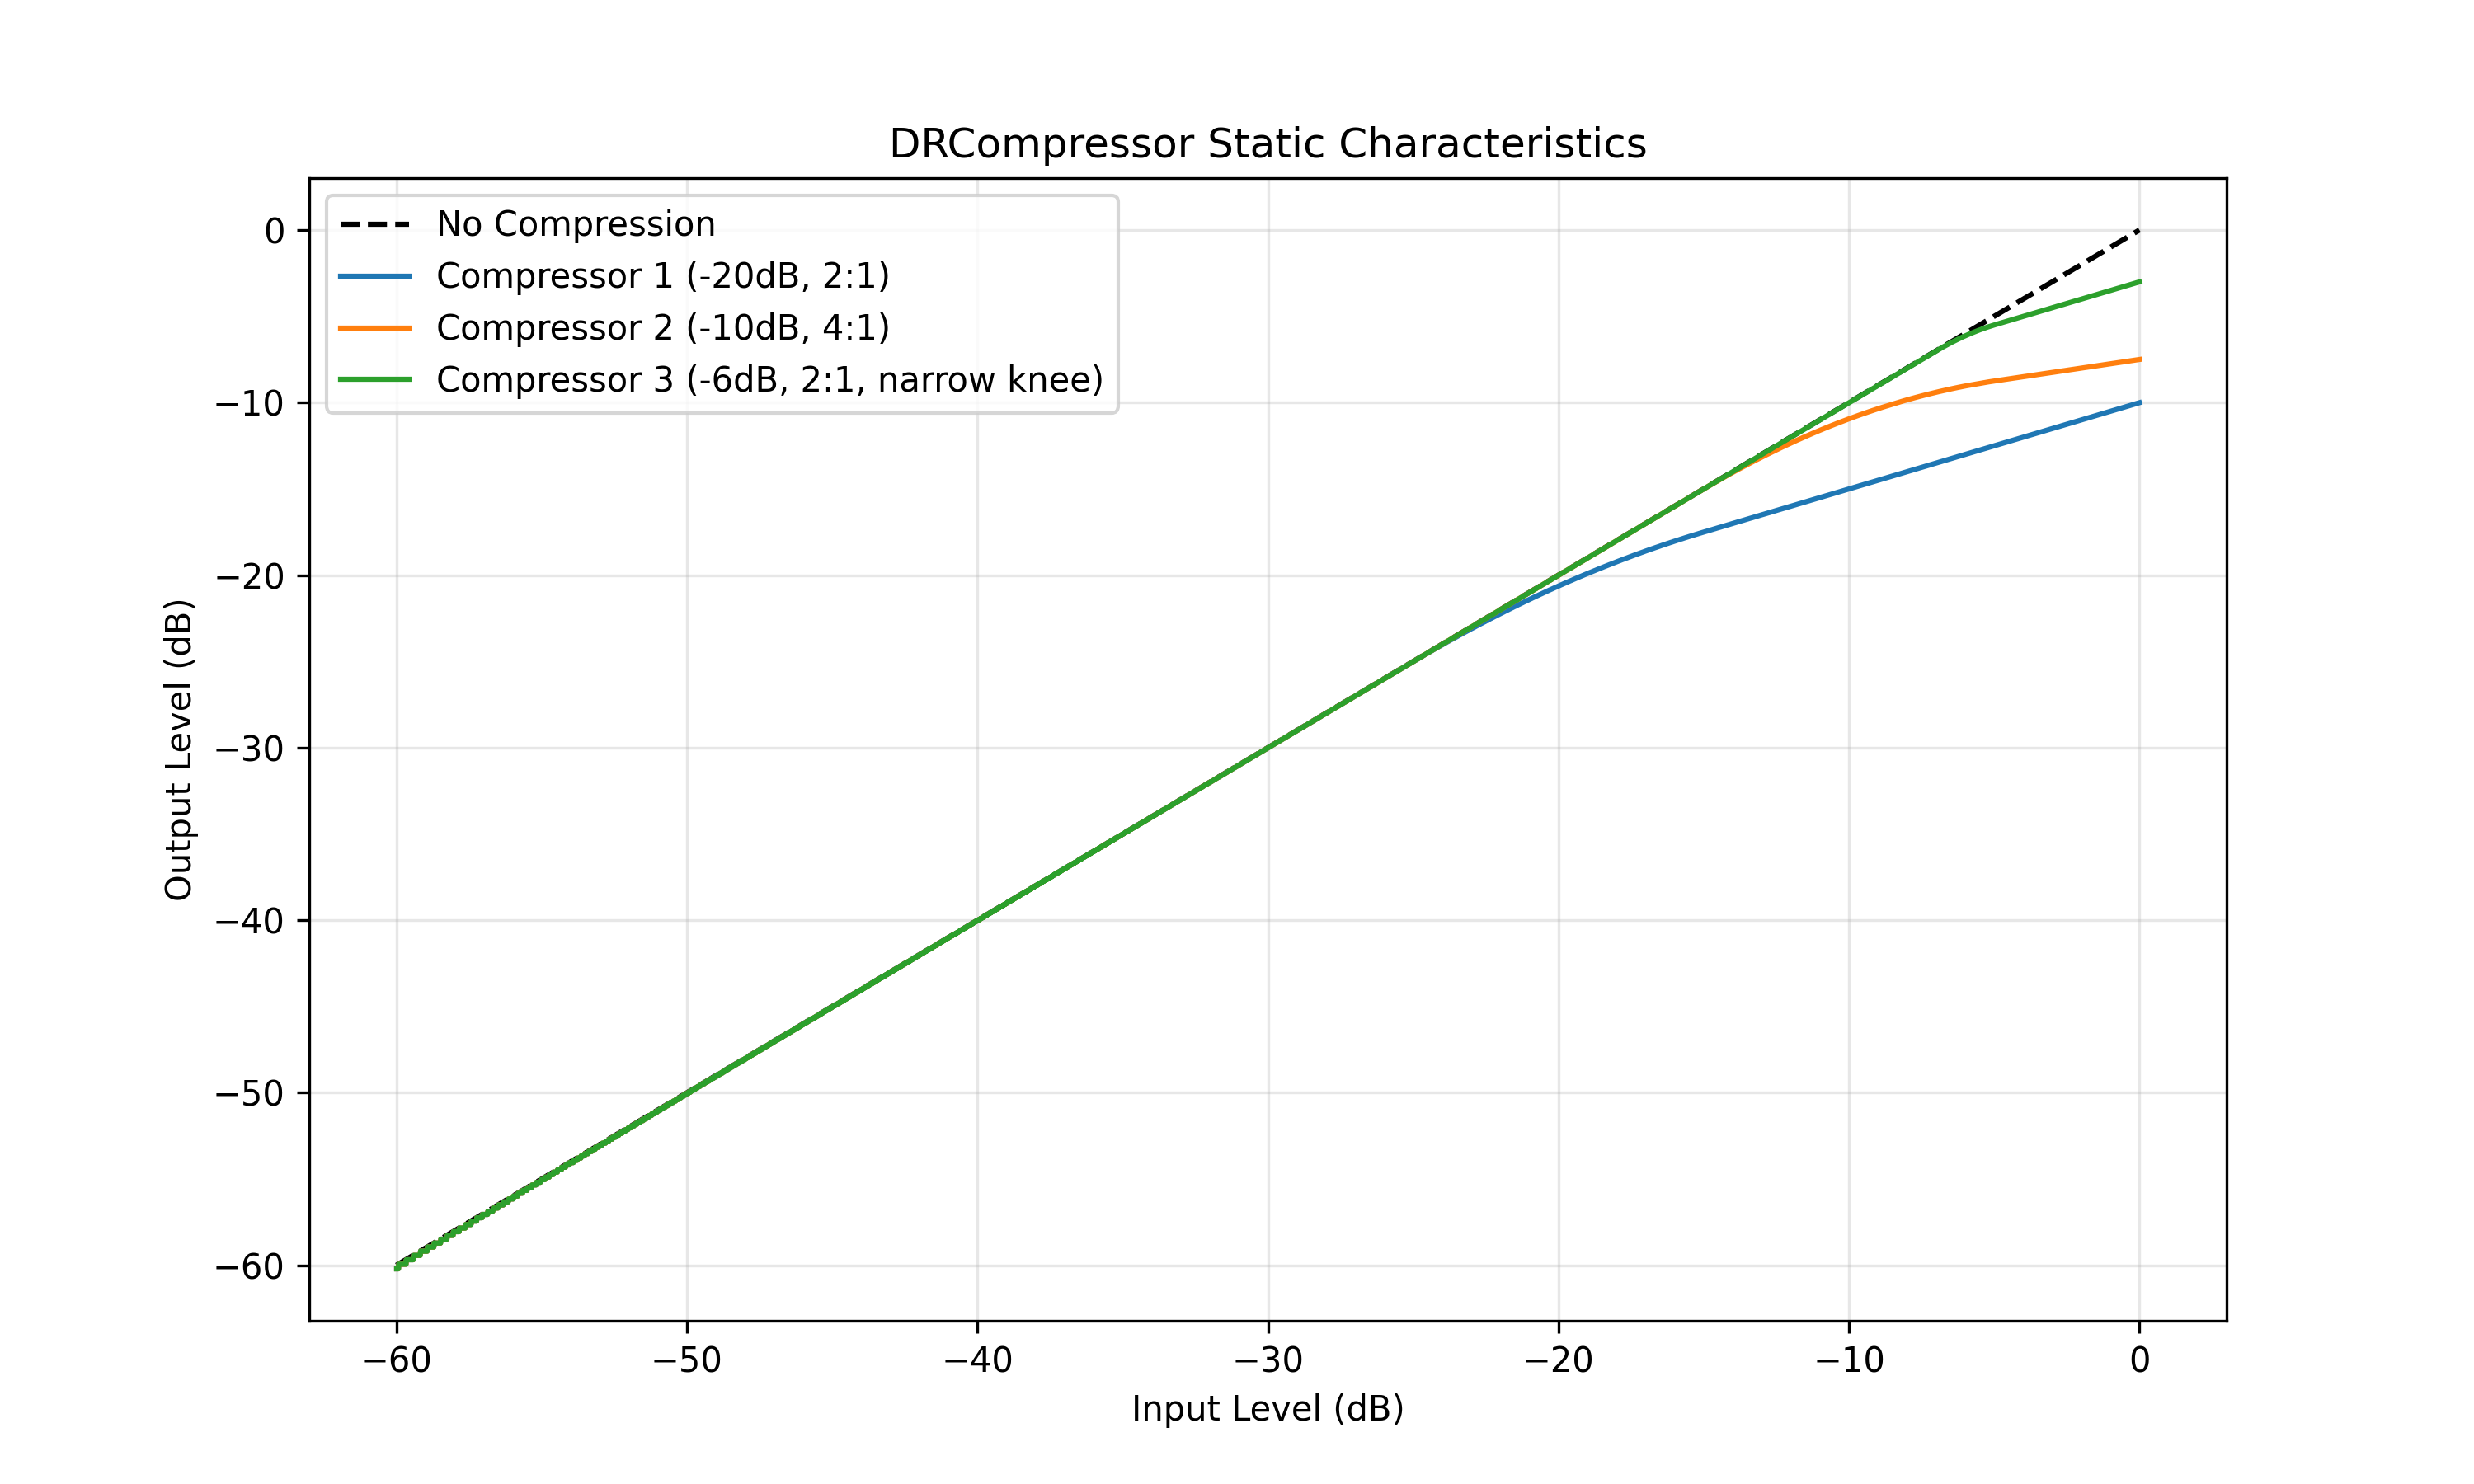 DRCompressor Static Characteristics
No Compression
Compressor 1 (-20dB, 2:1)
Compressor 2 (-10dB, 4:1)
Compressor 3 (-6dB, 2:1, narrow knee)
Output Level (dB)
0
−10
−20
−30
−40
−50
−60
−60 −50 −40 −30 −20 −10 0
Input Level (dB)